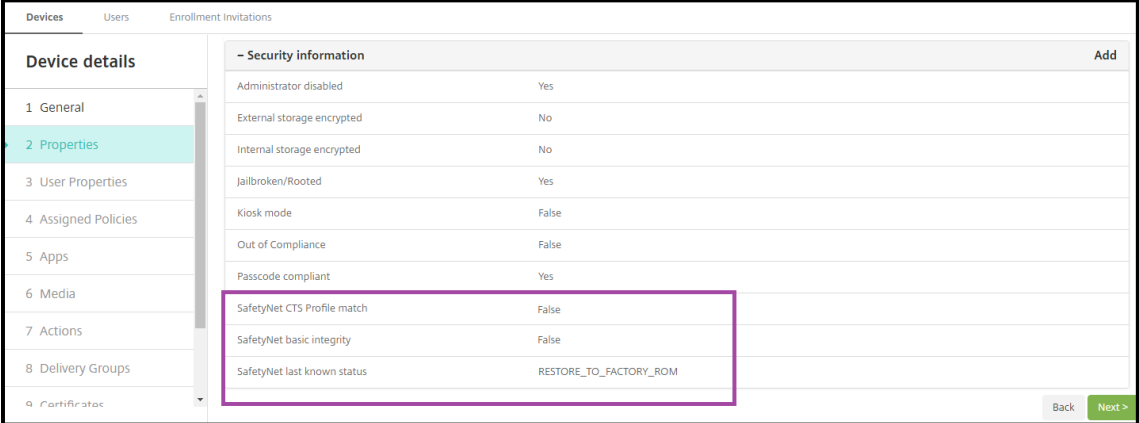 Devices Users Enrollment Invitations
Device details
1 General
2 Properties
3 User Properties
4 Assigned Policies
5 Apps
6 Media
7 Actions
8 Delivery Groups
9 Certificates
− Security information Add
Administrator disabled Yes
External storage encrypted No
Internal storage encrypted No
Jailbroken/Rooted Yes
Kiosk mode False
Out of Compliance False
Passcode compliant Yes
SafetyNet CTS Profile match False
SafetyNet basic integrity False
SafetyNet last known status RESTORE_TO_FACTORY_ROM
Back Next >